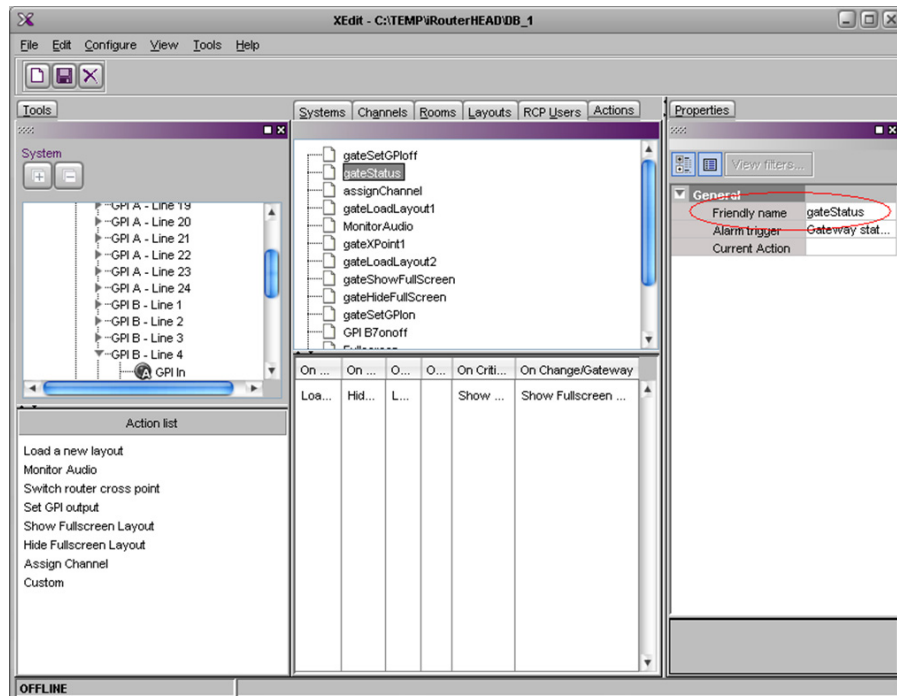 XEdit - C:\TEMP\iRouterHEAD\DB_1
File Edit Configure View Tools Help
Tools
System
GPI A - Line 19
GPI A - Line 20
GPI A - Line 21
GPI A - Line 22
GPI A - Line 23
GPI A - Line 24
GPI B - Line 1
GPI B - Line 2
GPI B - Line 3
GPI B - Line 4
GPI In
Action list
Load a new layout
Monitor Audio
Switch router cross point
Set GPI output
Show Fullscreen Layout
Hide Fullscreen Layout
Assign Channel
Custom
Systems Channels Rooms Layouts RCP Users Actions
gateSetGPIoff
gateStatus
assignChannel
gateLoadLayout1
MonitorAudio
gateXPoint1
gateLoadLayout2
gateShowFullScreen
gateHideFullScreen
gateSetGPIon
GPI B7onoff
Fullscreen
On ... On ... O... O... On Criti... On Change/Gateway
Loa... Hid... L... Show ... Show Fullscreen ...
Properties
View filters...
General
Friendly name gateStatus
Alarm trigger Gateway stat...
Current Action
OFFLINE